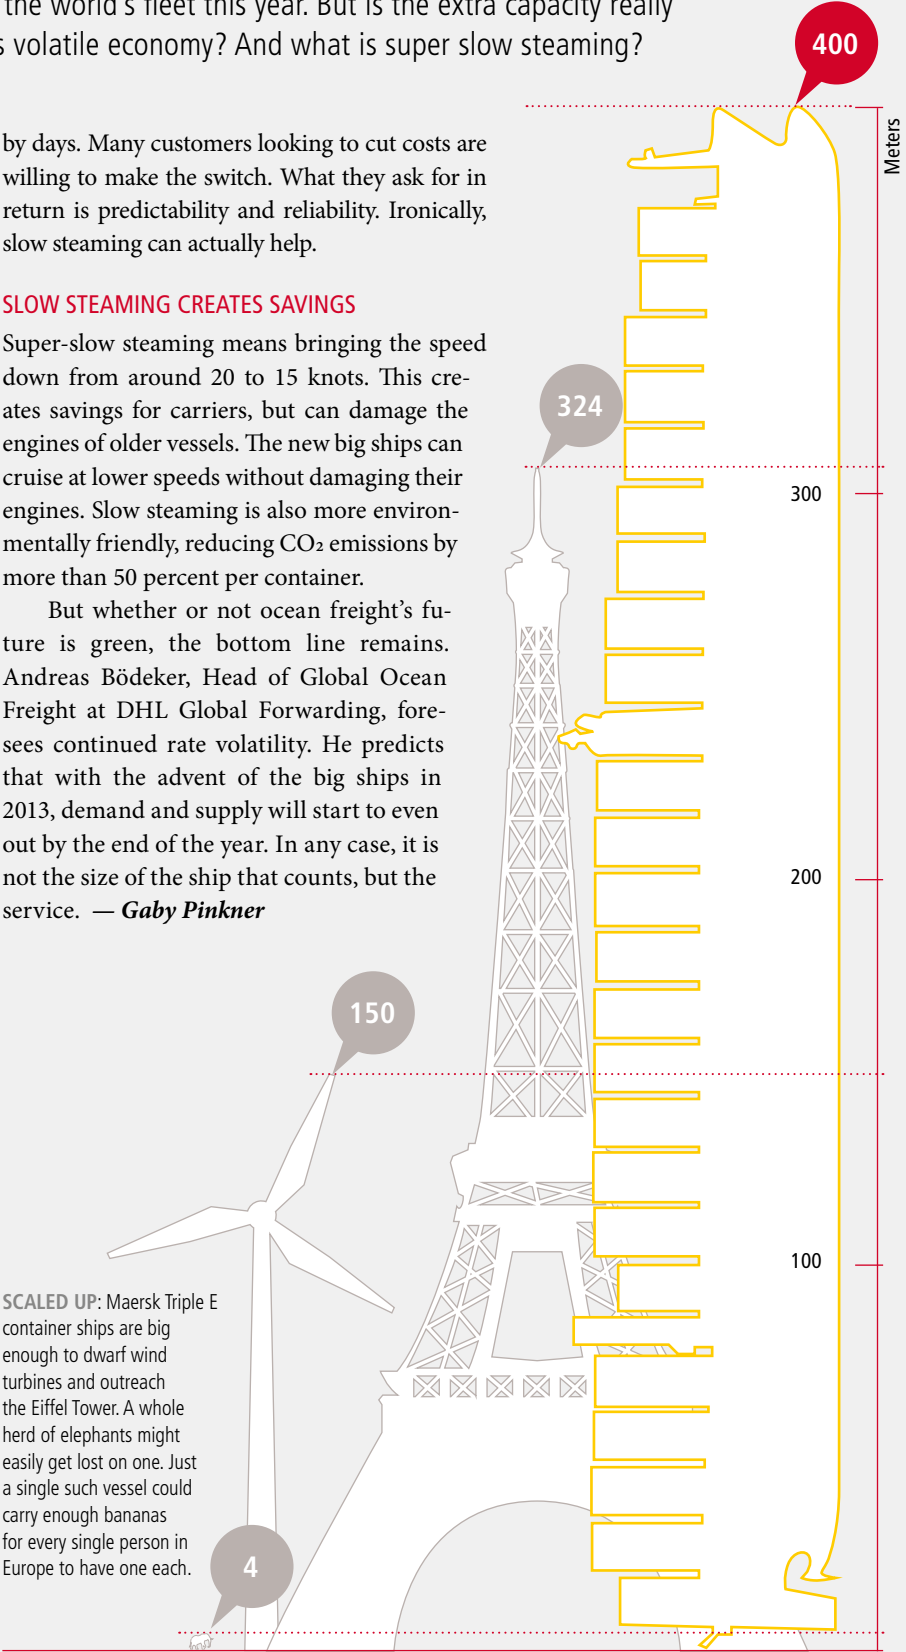 the world's fleet this year. But is the extra capacity really
s volatile economy? And what is super slow steaming?
by days. Many customers looking to cut costs are
willing to make the switch. What they ask for in
return is predictability and reliability. Ironically,
slow steaming can actually help.
SLOW STEAMING CREATES SAVINGS
Super-slow steaming means bringing the speed
down from around 20 to 15 knots. This cre-
ates savings for carriers, but can damage the
engines of older vessels. The new big ships can
cruise at lower speeds without damaging their
engines. Slow steaming is also more environ-
mentally friendly, reducing CO₂ emissions by
more than 50 percent per container.
But whether or not ocean freight's fu-
ture is green, the bottom line remains.
Andreas Bödeker, Head of Global Ocean
Freight at DHL Global Forwarding, fore-
sees continued rate volatility. He predicts
that with the advent of the big ships in
2013, demand and supply will start to even
out by the end of the year. In any case, it is
not the size of the ship that counts, but the
service. — Gaby Pinkner
400
Meters
324
300
200
150
100
SCALED UP: Maersk Triple E
container ships are big
enough to dwarf wind
turbines and outreach
the Eiffel Tower. A whole
herd of elephants might
easily get lost on one. Just
a single such vessel could
carry enough bananas
for every single person in
Europe to have one each.
4